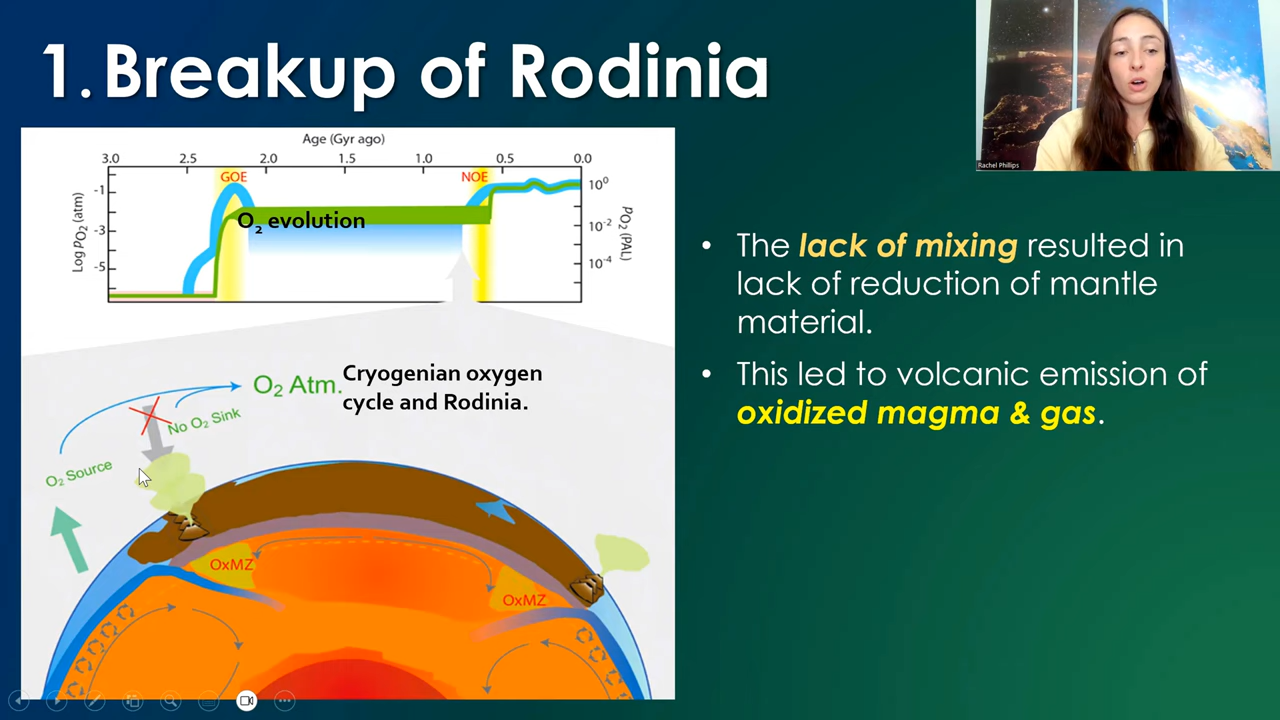 1. Breakup of Rodinia
Rachel Phillips
Age (Gyr ago)
3.0 2.5 2.0 1.5 1.0 0.5 0.0
GOE
NOE
-1
-3
-5
Log PO₂ (atm)
10⁰
10⁻²
10⁻⁴
pO₂ (PAL)
O₂ evolution
O₂ Atm.
Cryogenian oxygen
cycle and Rodinia.
No O₂ Sink
O₂ Source
OxMZ
OxMZ
• The lack of mixing resulted in
lack of reduction of mantle
material.
• This led to volcanic emission of
oxidized magma & gas.